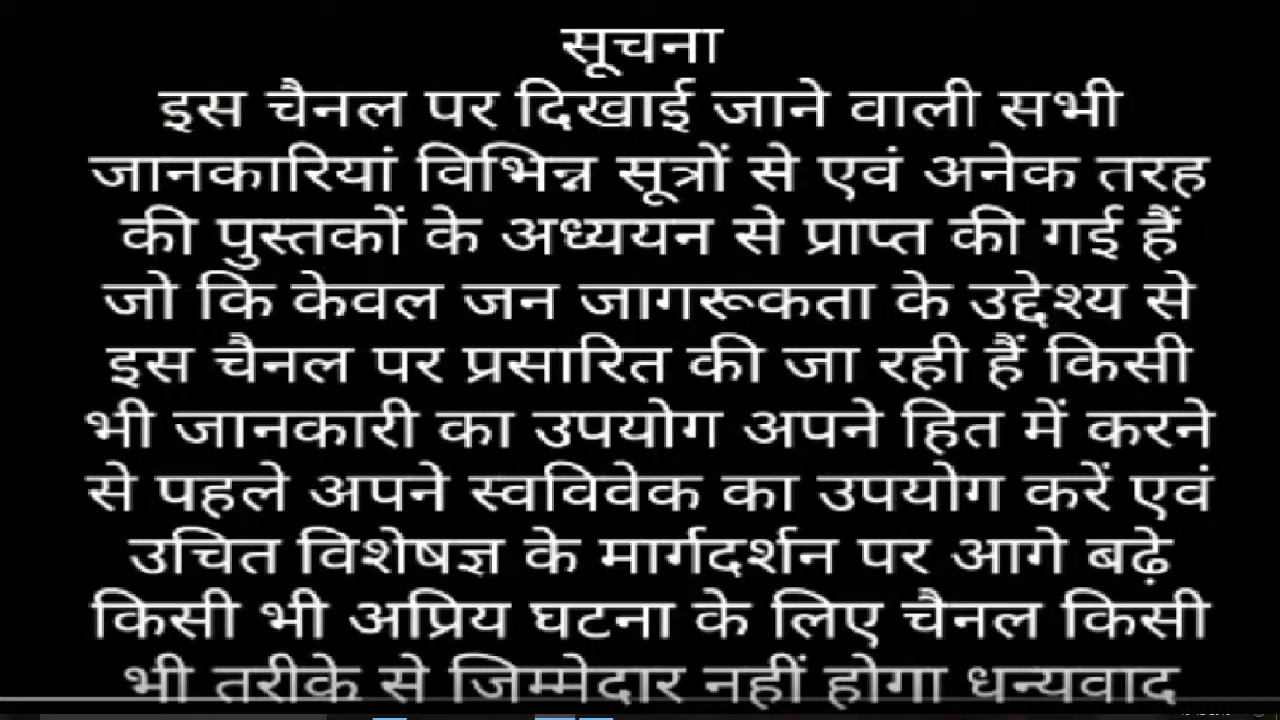 सूचना
इस चैनल पर दिखाई जाने वाली सभी
जानकारियां विभिन्न सूत्रों से एवं अनेक तरह
की पुस्तकों के अध्ययन से प्राप्त की गई हैं
जो कि केवल जन जागरूकता के उद्देश्य से
इस चैनल पर प्रसारित की जा रही हैं किसी
भी जानकारी का उपयोग अपने हित में करने
से पहले अपने स्वविवेक का उपयोग करें एवं
उचित विशेषज्ञ के मार्गदर्शन पर आगे बढ़े
किसी भी अप्रिय घटना के लिए चैनल किसी
भी तरीके से जिम्मेदार नहीं होगा धन्यवाद